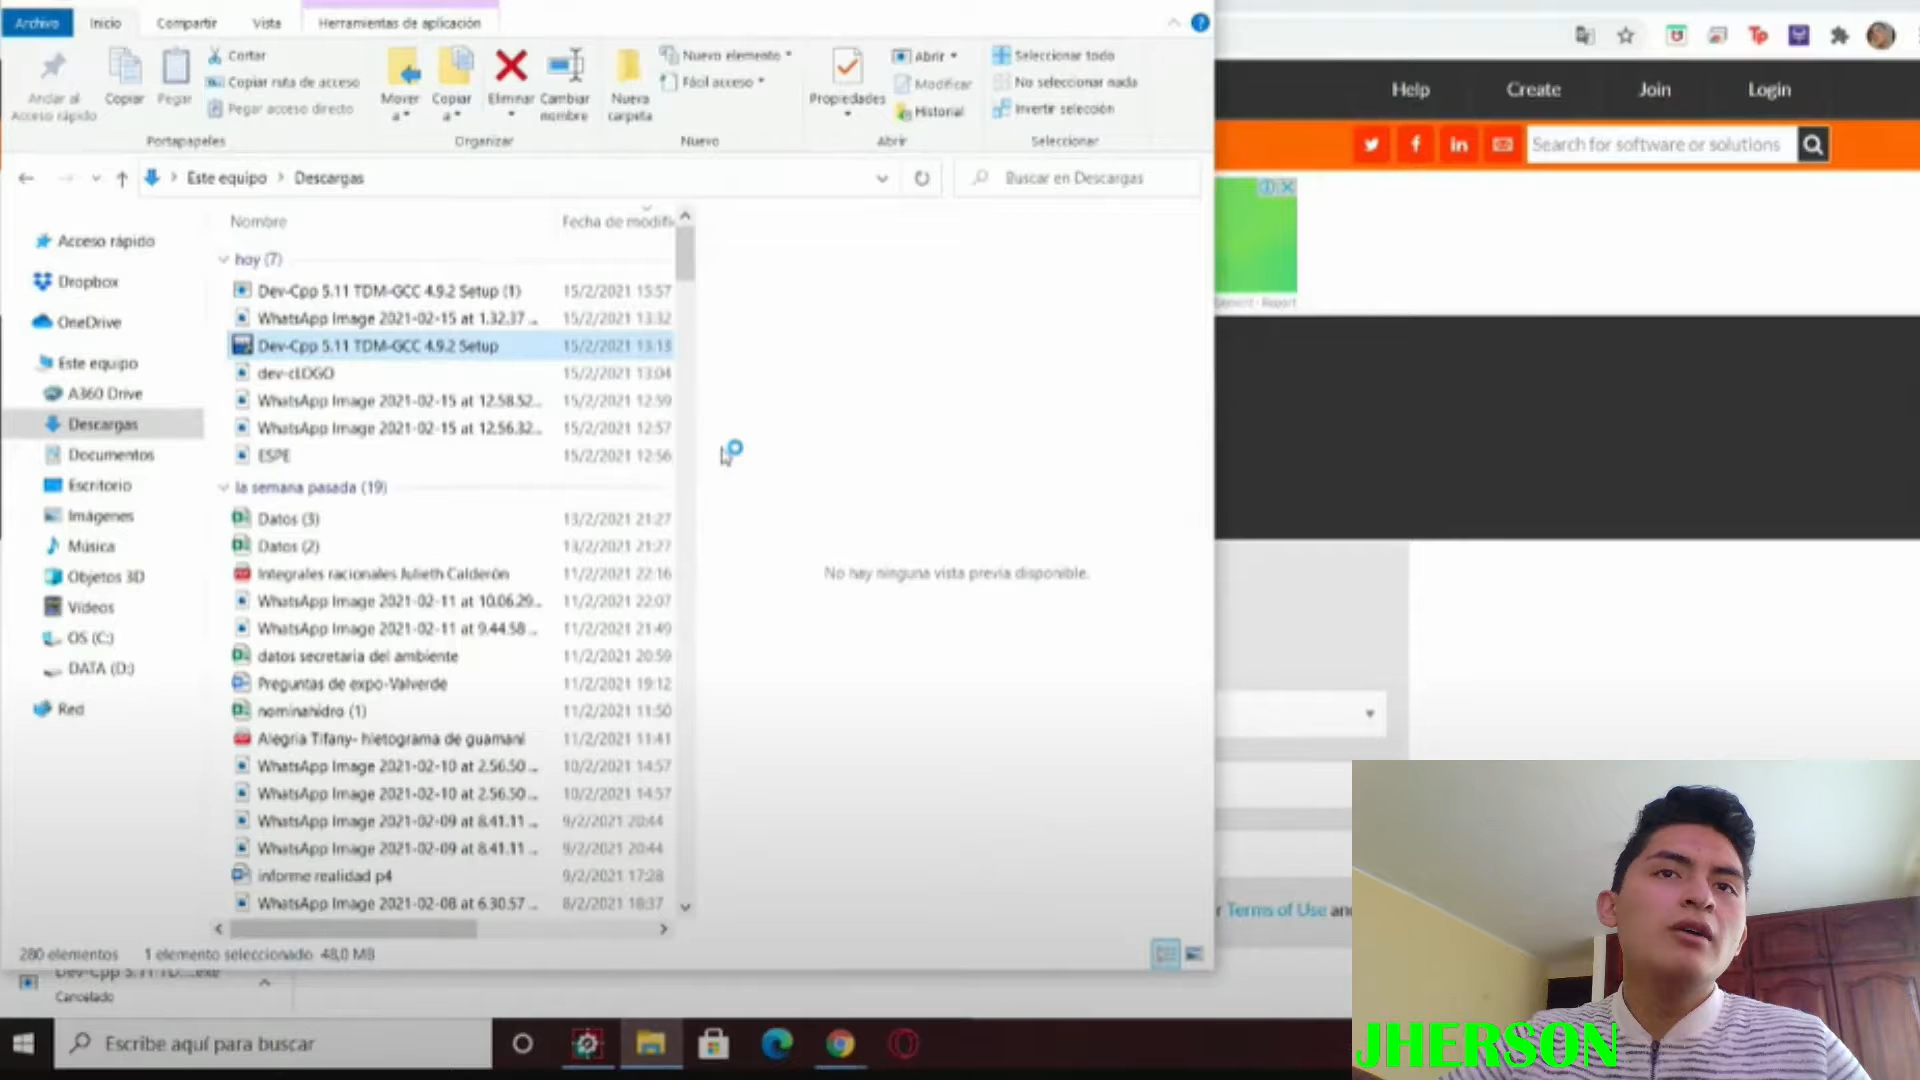 Archivo Inicio Compartir Vista Herramientas de aplicación
Andar al Acceso rápido
Copiar
Pegar
Cortar
Copiar ruta de acceso
Pegar acceso directo
Portapapeles
Mover a
Copiar a
Eliminar
Cambiar nombre
Organizar
Nueva carpeta
Nuevo elemento
Fácil acceso
Nuevo
Propiedades
Abrir
Modificar
Historial
Abrir
Seleccionar todo
No seleccionar nada
Invertir selección
Seleccionar
Este equipo > Descargas
Buscar en Descargas
Acceso rápido
Dropbox
OneDrive
Este equipo
A360 Drive
Descargas
Documentos
Escritorio
Imágenes
Música
Objetos 3D
Vídeos
OS (C:)
DATA (D:)
Red
Nombre Fecha de modifi
hoy (7)
Dev-Cpp 5.11 TDM-GCC 4.9.2 Setup (1) 15/2/2021 15:57
WhatsApp Image 2021-02-15 at 1.32.37 ... 15/2/2021 13:32
Dev-Cpp 5.11 TDM-GCC 4.9.2 Setup 15/2/2021 13:13
dev-cLOGO 15/2/2021 13:04
WhatsApp Image 2021-02-15 at 12.58.52... 15/2/2021 12:59
WhatsApp Image 2021-02-15 at 12.56.32... 15/2/2021 12:57
ESPE 15/2/2021 12:56
la semana pasada (19)
Datos (3) 13/2/2021 21:27
Datos (2) 13/2/2021 21:27
Integrales racionales Julieth Calderón 11/2/2021 22:16
WhatsApp Image 2021-02-11 at 10.06.29... 11/2/2021 22:07
WhatsApp Image 2021-02-11 at 9.44.58 ... 11/2/2021 21:49
datos secretaria del ambiente 11/2/2021 20:59
Preguntas de expo-Valverde 11/2/2021 19:12
nominahidro (1) 11/2/2021 11:50
Alegria Tifany- hietograma de guamaní 11/2/2021 11:41
WhatsApp Image 2021-02-10 at 2.56.50 ... 10/2/2021 14:57
WhatsApp Image 2021-02-10 at 2.56.50 ... 10/2/2021 14:57
WhatsApp Image 2021-02-09 at 8.41.11 ... 9/2/2021 20:44
WhatsApp Image 2021-02-09 at 8.41.11 ... 9/2/2021 20:44
informe realidad p4 9/2/2021 17:28
WhatsApp Image 2021-02-08 at 6.30.57 ... 8/2/2021 18:37
No hay ninguna vista previa disponible.
280 elementos 1 elemento seleccionado 48,0 MB
Cancelado
Escribe aquí para buscar
Help Create Join Login
Search for software or solutions
Report
Terms of Use and
JHERSON